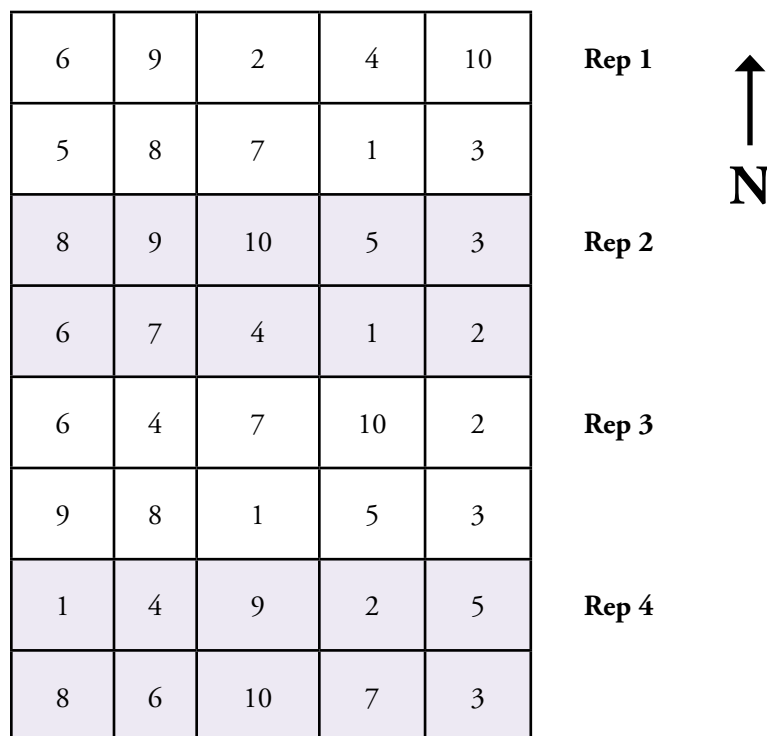 6 9 2 4 10 Rep 1
5 8 7 1 3
N
8 9 10 5 3 Rep 2
6 7 4 1 2
6 4 7 10 2 Rep 3
9 8 1 5 3
1 4 9 2 5 Rep 4
8 6 10 7 3